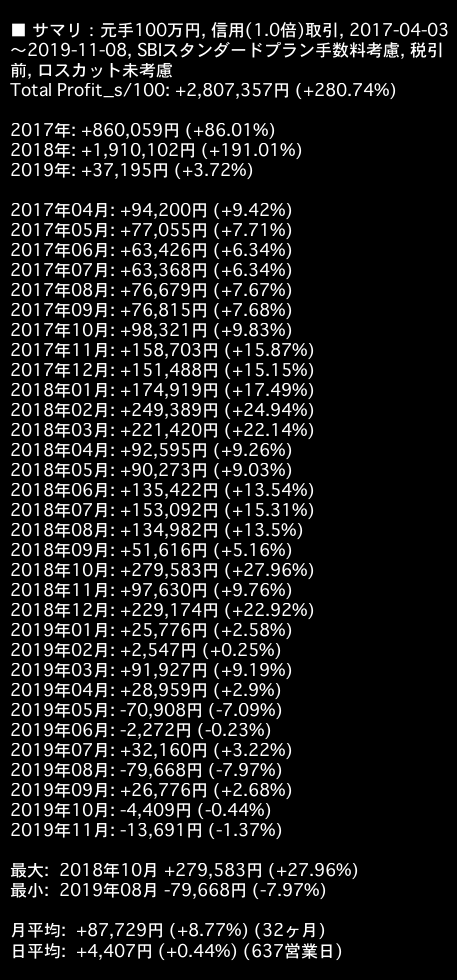 ■ サマリ : 元手100万円, 信用(1.0倍)取引, 2017-04-03
～2019-11-08, SBIスタンダードプラン手数料考慮, 税引
前, ロスカット未考慮
Total Profit_s/100: +2,807,357円 (+280.74%)
2017年: +860,059円 (+86.01%)
2018年: +1,910,102円 (+191.01%)
2019年: +37,195円 (+3.72%)
2017年04月: +94,200円 (+9.42%)
2017年05月: +77,055円 (+7.71%)
2017年06月: +63,426円 (+6.34%)
2017年07月: +63,368円 (+6.34%)
2017年08月: +76,679円 (+7.67%)
2017年09月: +76,815円 (+7.68%)
2017年10月: +98,321円 (+9.83%)
2017年11月: +158,703円 (+15.87%)
2017年12月: +151,488円 (+15.15%)
2018年01月: +174,919円 (+17.49%)
2018年02月: +249,389円 (+24.94%)
2018年03月: +221,420円 (+22.14%)
2018年04月: +92,595円 (+9.26%)
2018年05月: +90,273円 (+9.03%)
2018年06月: +135,422円 (+13.54%)
2018年07月: +153,092円 (+15.31%)
2018年08月: +134,982円 (+13.5%)
2018年09月: +51,616円 (+5.16%)
2018年10月: +279,583円 (+27.96%)
2018年11月: +97,630円 (+9.76%)
2018年12月: +229,174円 (+22.92%)
2019年01月: +25,776円 (+2.58%)
2019年02月: +2,547円 (+0.25%)
2019年03月: +91,927円 (+9.19%)
2019年04月: +28,959円 (+2.9%)
2019年05月: -70,908円 (-7.09%)
2019年06月: -2,272円 (-0.23%)
2019年07月: +32,160円 (+3.22%)
2019年08月: -79,668円 (-7.97%)
2019年09月: +26,776円 (+2.68%)
2019年10月: -4,409円 (-0.44%)
2019年11月: -13,691円 (-1.37%)
最大: 2018年10月 +279,583円 (+27.96%)
最小: 2019年08月 -79,668円 (-7.97%)
月平均: +87,729円 (+8.77%) (32ヶ月)
日平均: +4,407円 (+0.44%) (637営業日)